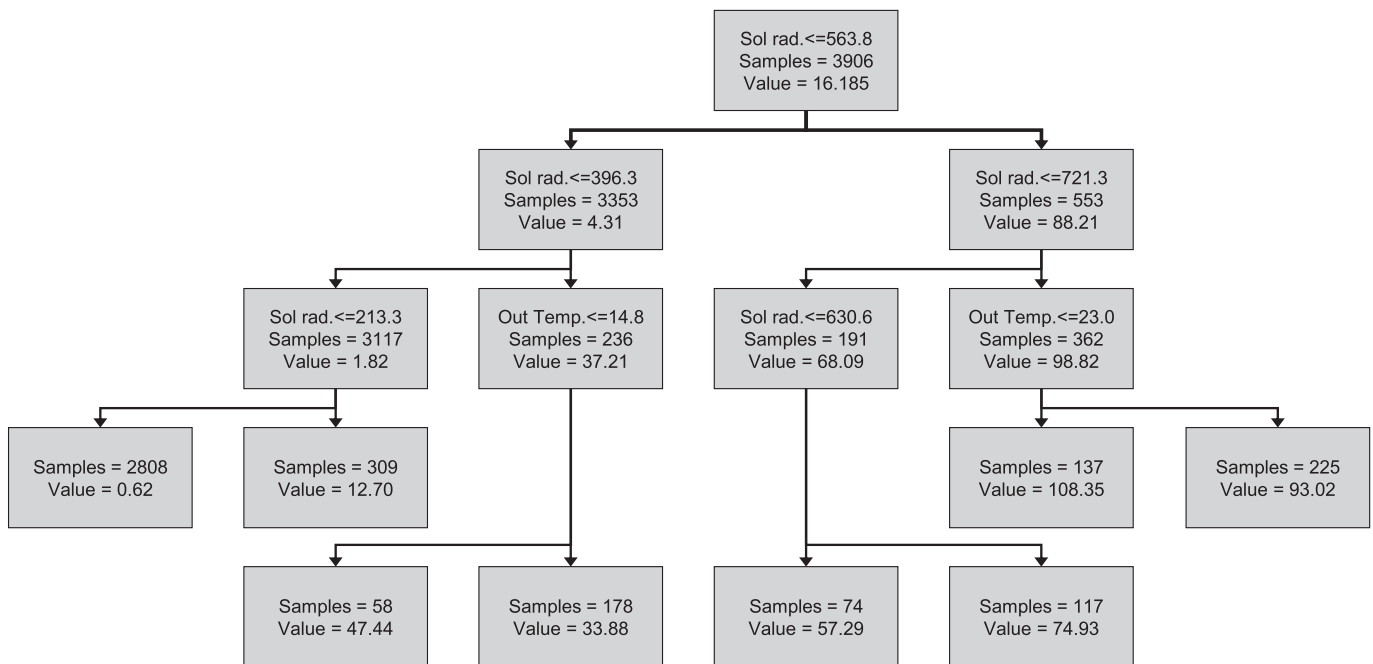 Sol rad.<=563.8
Samples = 3906
Value = 16.185
Sol rad.<=396.3
Samples = 3353
Value = 4.31
Sol rad.<=721.3
Samples = 553
Value = 88.21
Sol rad.<=213.3
Samples = 3117
Value = 1.82
Out Temp.<=14.8
Samples = 236
Value = 37.21
Sol rad.<=630.6
Samples = 191
Value = 68.09
Out Temp.<=23.0
Samples = 362
Value = 98.82
Samples = 2808
Value = 0.62
Samples = 309
Value = 12.70
Samples = 137
Value = 108.35
Samples = 225
Value = 93.02
Samples = 58
Value = 47.44
Samples = 178
Value = 33.88
Samples = 74
Value = 57.29
Samples = 117
Value = 74.93